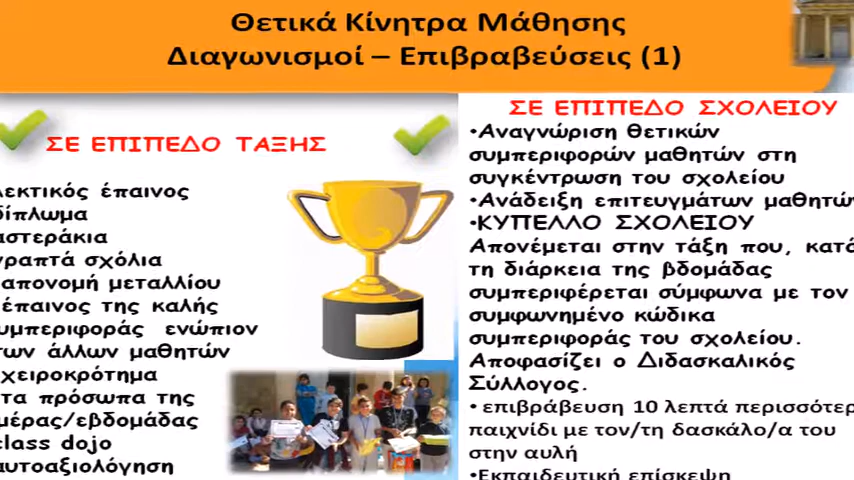 Θετικά Κίνητρα Μάθησης
Διαγωνισμοί – Επιβραβεύσεις (1)
ΣΕ ΕΠΙΠΕΔΟ ΤΑΞΗΣ
λεκτικός έπαινος
δίπλωμα
αστεράκια
γραπτά σχόλια
απονομή μεταλλίου
έπαινος της καλής
συμπεριφοράς ενώπιον
των άλλων μαθητών
χειροκρότημα
τα πρόσωπα της
μέρας/εβδομάδας
class dojo
αυτοαξιολόγηση
ΣΕ ΕΠΙΠΕΔΟ ΣΧΟΛΕΙΟΥ
•Αναγνώριση θετικών
συμπεριφορών μαθητών στη
συγκέντρωση του σχολείου
•Ανάδειξη επιτευγμάτων μαθητών
•ΚΥΠΕΛΛΟ ΣΧΟΛΕΙΟΥ
Απονέμεται στην τάξη που, κατά
τη διάρκεια της βδομάδας
συμπεριφέρεται σύμφωνα με τον
συμφωνημένο κώδικα
συμπεριφοράς του σχολείου.
Αποφασίζει ο Διδασκαλικός
Σύλλογος.
• επιβράβευση 10 λεπτά περισσότερ
παιχνίδι με τον/τη δασκάλο/α του
στην αυλή
•Εκπαιδευτική επίσκεψη